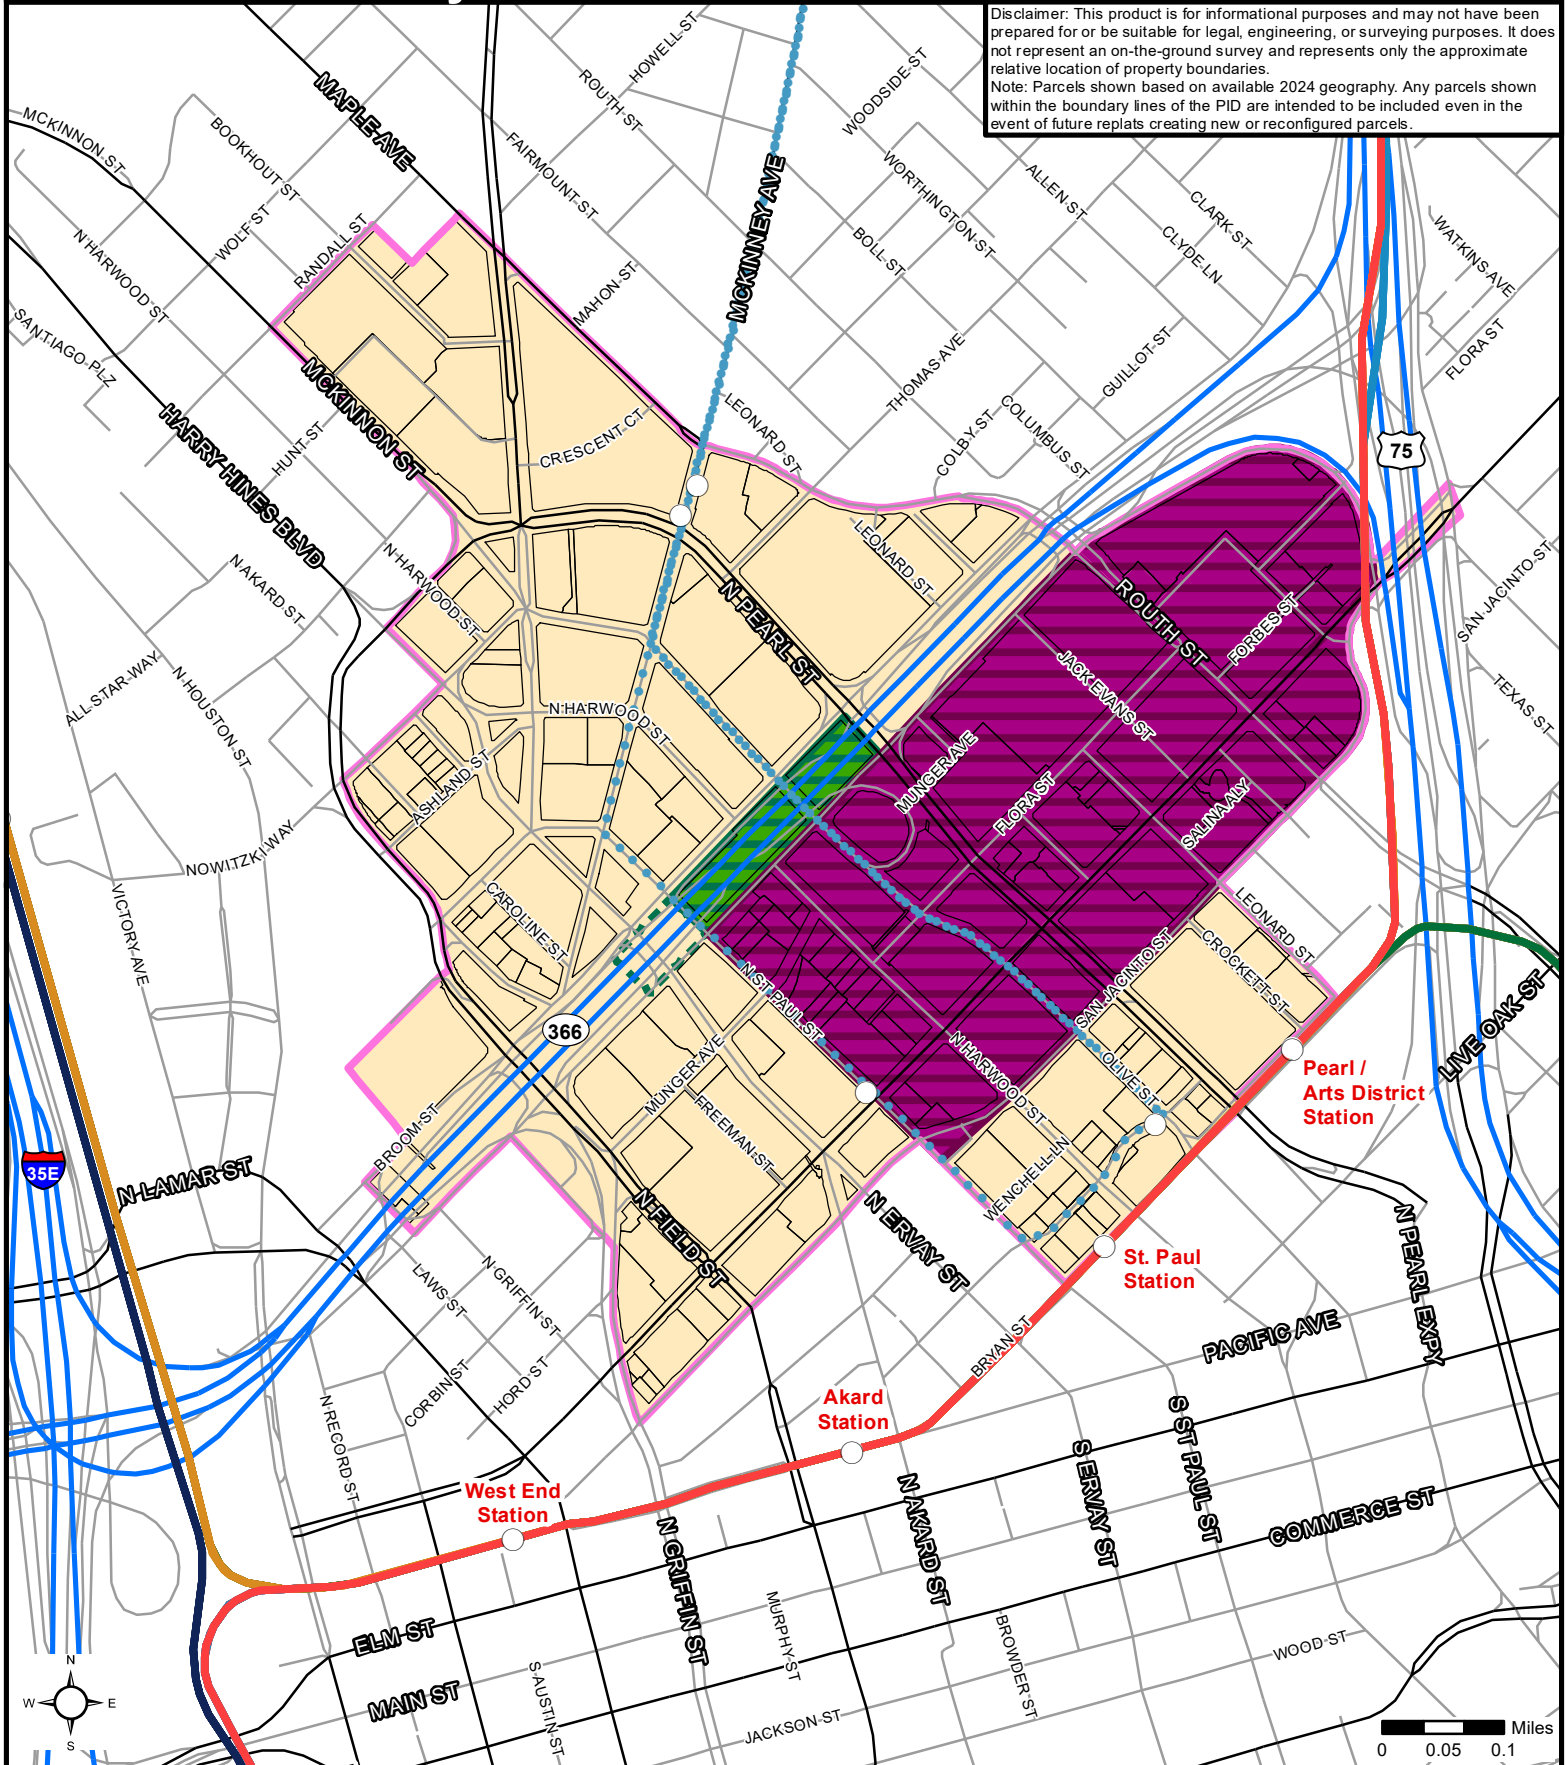 Disclaimer: This product is for informational purposes and may not have been
prepared for or be suitable for legal, engineering, or surveying purposes. It does
not represent an on-the-ground survey and represents only the approximate
relative location of property boundaries.
Note: Parcels shown based on available 2024 geography. Any parcels shown
within the boundary lines of the PID are intended to be included even in the
event of future replats creating new or reconfigured parcels.
HOWELL ST
ROUTH ST
WOODSIDE ST
MAPLE AVE
MCKINNON ST
BOOKHOUT ST
FAIRMOUNT ST
MCKINNEY AVE
WORTHINGTON ST
ALLEN ST
CLARK ST
WOLF ST
RANDALL ST
N HARWOOD ST
BOLL ST
CLYDE LN
WATKINS AVE
MAHON ST
SANTIAGO PLZ
THOMAS AVE
GUILLOT ST
FLORA ST
MCKINNON ST
HARRY HINES BLVD
HUNT ST
CRESCENT CT
LEONARD ST
COLBY ST
COLUMBUS ST
75
N AKARD ST
N HARWOOD ST
LEONARD ST
N PEARL ST
ROUTH ST
FORBES ST
SAN JACINTO ST
ALL STAR WAY
N HOUSTON ST
N HARWOOD ST
JACK EVANS ST
TEXAS ST
ASHLAND ST
MUNGER AVE
FLORA ST
SALINA ALY
NOWITZKI WAY
VICTORY AVE
CAROLINE ST
LEONARD ST
CROCKETT ST
N ST PAUL ST
SAN JACINTO ST
LIVE OAK ST
366
MUNGER AVE
N HARWOOD ST
OLIVE ST
Pearl /
Arts District
Station
BROOM ST
FREEMAN ST
35E
N LAMAR ST
WENCHELL LN
N FIELD ST
N ERVAY ST
St. Paul
Station
N PEARL EXPY
LAWS ST
N GRIFFIN ST
BRYAN ST
PACIFIC AVE
CORBIN ST
HORD ST
N RECORD ST
Akard
Station
S ST PAUL ST
S ERVAY ST
West End
Station
N AKARD ST
COMMERCE ST
N GRIFFIN ST
ELM ST
MURPHY ST
BROWDER ST
WOOD ST
MAIN ST
S AUSTIN ST
JACKSON ST
N
W E
S
Miles
0 0.05 0.1